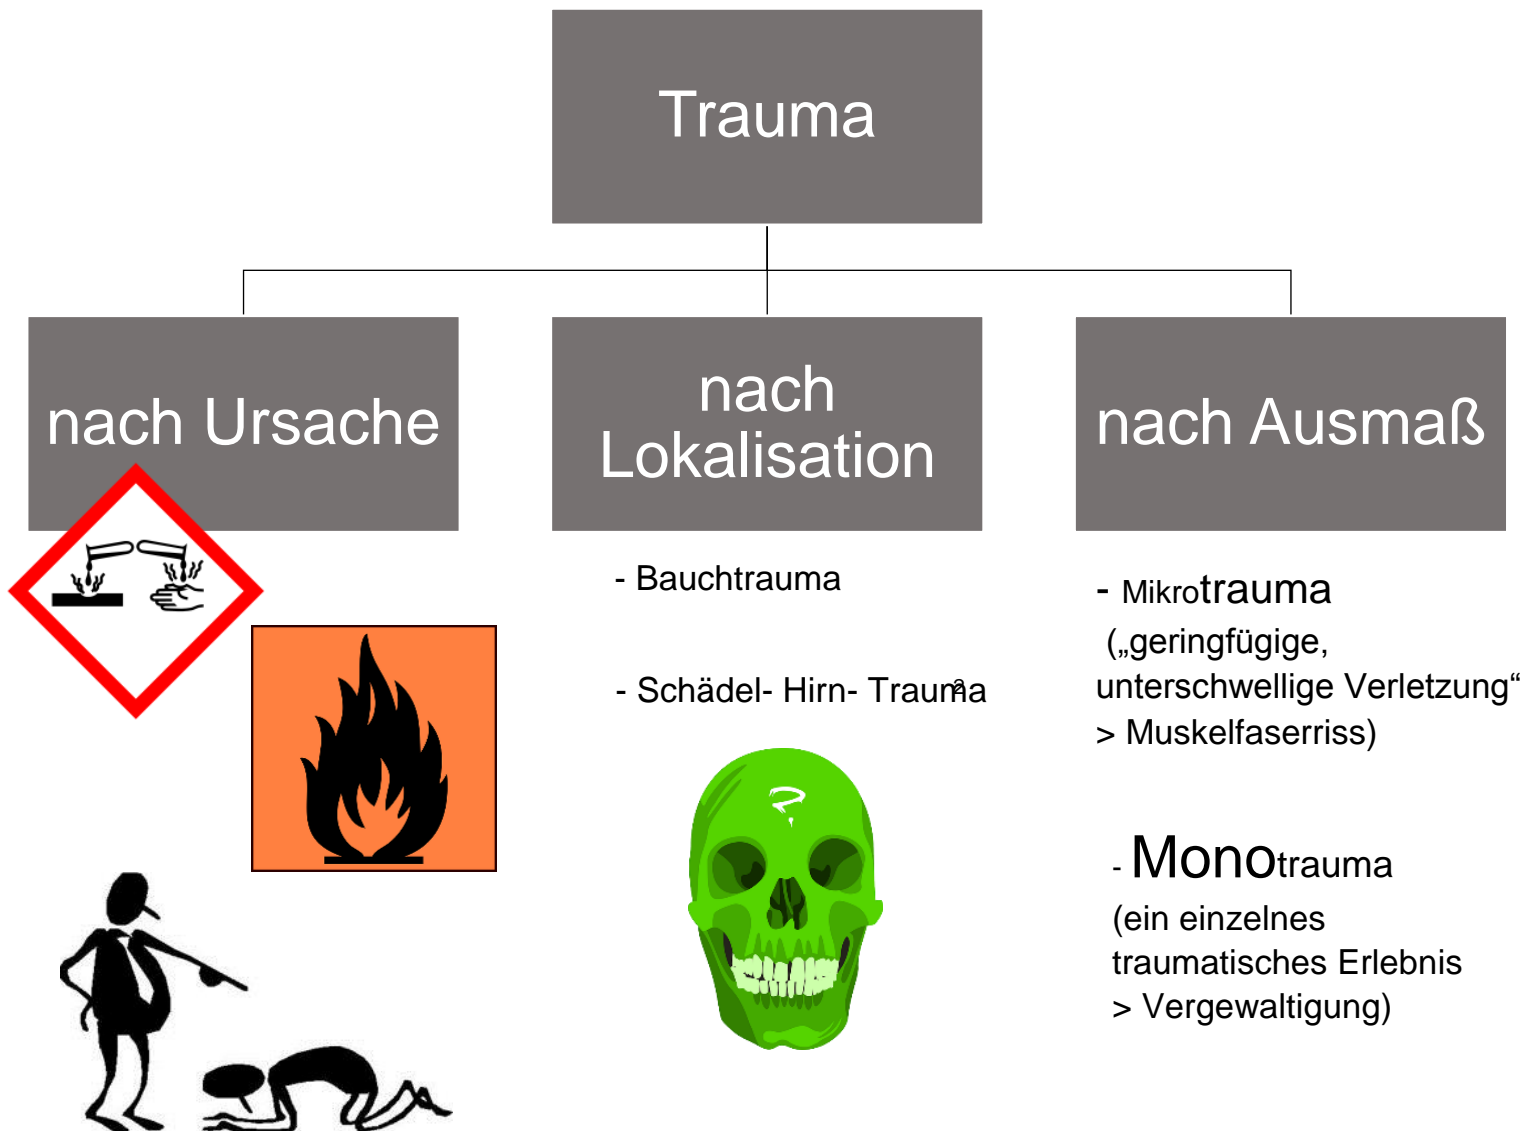 Trauma
nach Ursache
nach
Lokalisation
nach Ausmaß
- Bauchtrauma
- Schädel- Hirn- Trauma
2
?
- Mikrotrauma
(„geringfügige,
unterschwellige Verletzung“
> Muskelfaserriss)
- Monotrauma
(ein einzelnes
traumatisches Erlebnis
> Vergewaltigung)